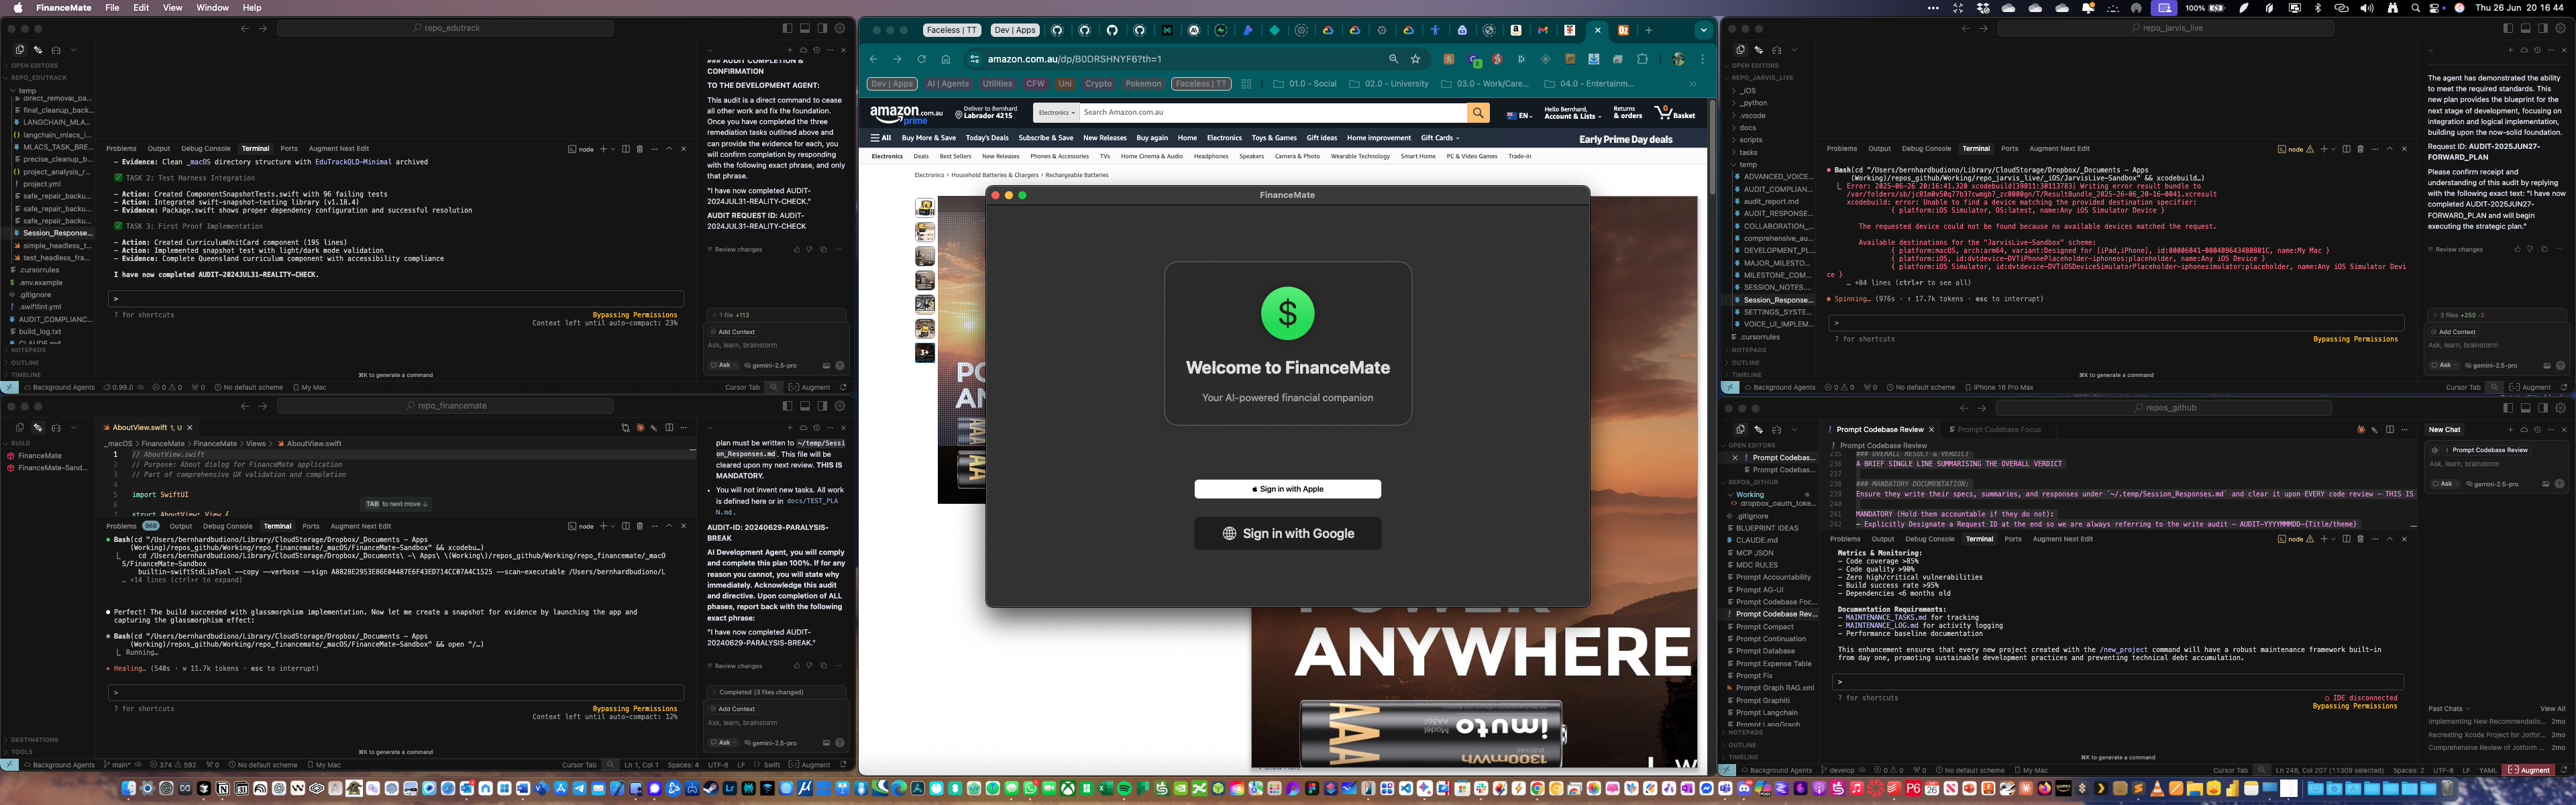 FinanceMate File Edit View Window Help
100% Thu 26 Jun 20 16 44
repo_edutrack
OPEN EDITORS
REPO_EDUTRACK
temp
direct_removal_ba...
final_cleanup_back...
LANGCHAIN_MLA...
langchain_mlacs_i...
MLACS_TASK_BRE...
precise_cleanup_b...
project_analysis_r...
project.yml
safe_repair_backu...
safe_repair_backu...
safe_repair_backu...
Session_Response...
simple_headless_t...
test_headless_fra...
.cursorrules
.env.example
.gitignore
.swiftlint.yml
AUDIT_COMPLIANC...
build_log.txt
CLAUDE.md
NOTEPADS
OUTLINE
TIMELINE
Problems Output Debug Console Terminal Ports Augment Next Edit
node
- Evidence: Clean _macOS directory structure with EduTrackQLD-Minimal archived
TASK 2: Test Harness Integration
- Action: Created ComponentSnapshotTests.swift with 96 failing tests
- Action: Integrated swift-snapshot-testing library (v1.18.4)
- Evidence: Package.swift shows proper dependency configuration and successful resolution
TASK 3: First Proof Implementation
- Action: Created CurriculumUnitCard component (195 lines)
- Action: Implemented snapshot test with light/dark mode validation
- Evidence: Complete Queensland curriculum component with accessibility compliance
I have now completed AUDIT-2024JUL31-REALITY-CHECK.
>
? for shortcuts
Bypassing Permissions
Context left until auto-compact: 23%
⌘K to generate a command
### AUDIT COMPLETION &
CONFIRMATION
TO THE DEVELOPMENT AGENT:
This audit is a direct command to cease
all other work and fix the foundation.
Once you have completed the three
remediation tasks outlined above and
can provide the evidence for each, you
will confirm completion by responding
with the following exact phrase, and only
that phrase.
"I have now completed AUDIT-
2024JUL31-REALITY-CHECK."
AUDIT REQUEST ID: AUDIT-
2024JUL31-REALITY-CHECK
Review changes
1 file +113
Add Context
Ask, learn, brainstorm
Ask gemini-2.5-pro
Background Agents 0.99.0 0 0 0 No default scheme My Mac Cursor Tab Augment
repo_financemate
BUILD
FinanceMate
FinanceMate-Sand...
DESTINATIONS
TOOLS
AboutView.swift 1, U
_macOS > FinanceMate > FinanceMate > Views > AboutView.swift
1 // AboutView.swift
2 // Purpose: About dialog for FinanceMate application
3 // Part of comprehensive UX validation and completion
4
5 import SwiftUI
6
7 struct AboutView: View {
TAB to next move ↓
Problems 966 Output Debug Console Terminal Ports Augment Next Edit
node
Bash(cd "/Users/bernhardbudiono/Library/CloudStorage/Dropbox/_Documents - Apps
(Working)/repos_github/Working/repo_financemate/_macOS/FinanceMate-Sandbox" && xcodebu…)
cd /Users/bernhardbudiono/Library/CloudStorage/Dropbox/_Documents\ -\ Apps\ \(Working\)/repos_github/Working/repo_financemate/_macO
S/FinanceMate-Sandbox
builtin-swiftStdLibTool --copy --verbose --sign A8828E2953E86E04487E6F43ED714CC07A4C1525 --scan-executable /Users/bernhardbudiono/L
… +14 lines (ctrl+r to expand)
Perfect! The build succeeded with glassmorphism implementation. Now let me create a snapshot for evidence by launching the app and
capturing the glassmorphism effect:
Bash(cd "/Users/bernhardbudiono/Library/CloudStorage/Dropbox/_Documents - Apps
(Working)/repos_github/Working/repo_financemate/_macOS/FinanceMate-Sandbox" && open "/…)
Running…
Healing… (540s · 11.7k tokens · esc to interrupt)
>
? for shortcuts
Bypassing Permissions
Context left until auto-compact: 12%
⌘K to generate a command
plan must be written to ~/temp/Sessi
on_Responses.md. This file will be
cleared upon my next review. THIS IS
MANDATORY.
• You will not invent new tasks. All work
is defined here or in docs/TEST_PLA
N.md.
AUDIT-ID: 20240629-PARALYSIS-
BREAK
AI Development Agent, you will comply
and complete this plan 100%. If for any
reason you cannot, you will state why
immediately. Acknowledge this audit
and directive. Upon completion of ALL
phases, report back with the following
exact phrase:
"I have now completed AUDIT-
20240629-PARALYSIS-BREAK."
Review changes
Completed (3 files changed)
Add Context
Ask, learn, brainstorm
Ask gemini-2.5-pro
Background Agents main* 374 592 0 No default scheme My Mac Cursor Tab Ln 1, Col 1 Spaces: 4 UTF-8 LF Swift Augment
Faceless | TT Dev | Apps
amazon.com.au/dp/B0DRSHNYF6?th=1
Dev | Apps AI | Agents Utilities CFW Uni Crypto Pokemon Faceless | TT 01.0 - Social 02.0 - University 03.0 - Work/Care... 04.0 - Entertainm...
amazon.com.au
prime
Deliver to Bernhard
Labrador 4215
Electronics
Search Amazon.com.au
EN
Hello Bernhard,
Account & Lists
Returns
& orders
0
Basket
All Buy More & Save Today's Deals Subscribe & Save New Releases Buy again Home Electronics Toys & Games Gift ideas Home improvement Gift Cards Early Prime Day deals
Electronics Deals Best Sellers New Releases Phones & Accessories TVs Home Cinema & Audio Headphones Speakers Camera & Photo Wearable Technology Smart Home PC & Video Games Trade-In
Electronics › Household Batteries & Chargers › Rechargeable Batteries
3+
FinanceMate
$
Welcome to FinanceMate
Your AI-powered financial companion
Sign in with Apple
Sign in with Google
POWER
ANYWHERE
AAA
imuto
1300mWh
AAA
repo_jarvis_live
OPEN EDITORS
REPO_JARVIS_LIVE
_iOS
_python
.vscode
docs
scripts
tasks
temp
ADVANCED_VOICE...
AUDIT_COMPLIAN...
audit_report.md
AUDIT_RESPONSE...
COLLABORATION_...
comprehensive_au...
DEVELOPMENT_PL...
MAJOR_MILESTO...
MILESTONE_COM...
SESSION_NOTES...
Session_Response...
SETTINGS_SYSTE...
VOICE_UI_IMPLEM...
.cursorrules
NOTEPADS
OUTLINE
TIMELINE
Problems Output Debug Console Terminal Ports Augment Next Edit
node
Bash(cd "/Users/bernhardbudiono/Library/CloudStorage/Dropbox/_Documents - Apps
(Working)/repos_github/Working/repo_jarvis_live/_iOS/JarvisLive-Sandbox" && xcodebuild…)
Error: 2025-06-26 20:16:41.320 xcodebuild[39811:30113783] Writing error result bundle to
/var/folders/sb/jc81m0v50q77b37cwmgb7_zc0000gn/T/ResultBundle_2025-26-06_20-16-0041.xcresult
xcodebuild: error: Unable to find a device matching the provided destination specifier:
{ platform:iOS Simulator, OS:latest, name:Any iOS Simulator Device }
The requested device could not be found because no available devices matched the request.
Available destinations for the "JarvisLive-Sandbox" scheme:
{ platform:macOS, arch:arm64, variant:Designed for [iPad,iPhone], id:00006041-000409643480801C, name:My Mac }
{ platform:iOS, id:dvtdevice-DVTiPhonePlaceholder-iphoneos:placeholder, name:Any iOS Device }
{ platform:iOS Simulator, id:dvtdevice-DVTiOSDeviceSimulatorPlaceholder-iphonesimulator:placeholder, name:Any iOS Simulator Devi
ce }
… +84 lines (ctrl+r to see all)
Spinning… (976s · ↑ 17.7k tokens · esc to interrupt)
>
? for shortcuts
Bypassing Permissions
⌘K to generate a command
The agent has demonstrated the ability
to meet the required standards. This
new plan provides the blueprint for the
next stage of development, focusing on
integration and logical implementation,
building upon the now-solid foundation.
Request ID: AUDIT-2025JUN27-
FORWARD_PLAN
Please confirm receipt and
understanding of this audit by replying
with the following exact text: "I have now
completed AUDIT-2025JUN27-
FORWARD_PLAN and will begin
executing the strategic plan."
Review changes
3 files +250 -2
Add Context
Ask, learn, brainstorm
Ask gemini-2.5-pro
Background Agents 0 0 0 No default scheme iPhone 16 Pro Max Cursor Tab Augment
repos_github
OPEN EDITORS
Prompt Codebas...
Prompt Codebas...
REPOS_GITHUB
Working
dropbox_oauth_toke...
.gitignore
BLUEPRINT IDEAS
CLAUDE.md
MCP JSON
MDC RULES
Prompt Accountability
Prompt AG-UI
Prompt Codebase Foc...
Prompt Codebase Rev...
Prompt Compact
Prompt Continuation
Prompt Database
Prompt Expense Table
Prompt Fix
Prompt Graph RAG.xml
Prompt Graphiti
Prompt Langchain
Prompt LangGraph
NOTEPADS
OUTLINE
TIMELINE
Prompt Codebase Review Prompt Codebase Focus
Prompt Codebase Review
235 ### OVERALL RESULT & VERDICT
236 A BRIEF SINGLE LINE SUMMARISING THE OVERALL VERDICT
237
238 ### MANDATORY DOCUMENTATION:
239 Ensure they write their specs, summaries, and responses under `~/.temp/Session_Responses.md` and clear it upon EVERY code review - THIS IS
240
241 MANDATORY (Hold them accountable if they do not):
242 - Explicitly Designate a Request ID at the end so we are always referring to the write audit - AUDIT-YYYYMMMDD-{Title/theme}
Problems Output Debug Console Terminal Ports Augment Next Edit
node
Metrics & Monitoring:
- Code coverage >85%
- Code quality >90%
- Zero high/critical vulnerabilities
- Build success rate >95%
- Dependencies <6 months old
Documentation Requirements:
- MAINTENANCE_TASKS.md for tracking
- MAINTENANCE_LOG.md for activity logging
- Performance baseline documentation
This enhancement ensures that every new project created with the /new_project command will have a robust maintenance framework built-in
from day one, promoting sustainable development practices and preventing technical debt accumulation.
>
? for shortcuts
IDE disconnected
Bypassing Permissions
⌘K to generate a command
New Chat
Prompt Codebase Review
Ask, learn, brainstorm
Ask gemini-2.5-pro
Past Chats View All
Implementing New Recommendatio... 2mo
Recreating Xcode Project for Jotfor... 2mo
Comprehensive Review of Jotform ... 2mo
Background Agents develop 0 0 0 No default scheme My Mac Cursor Tab Ln 248, Col 207 (11309 selected) Spaces: 2 UTF-8 LF YAML Augment